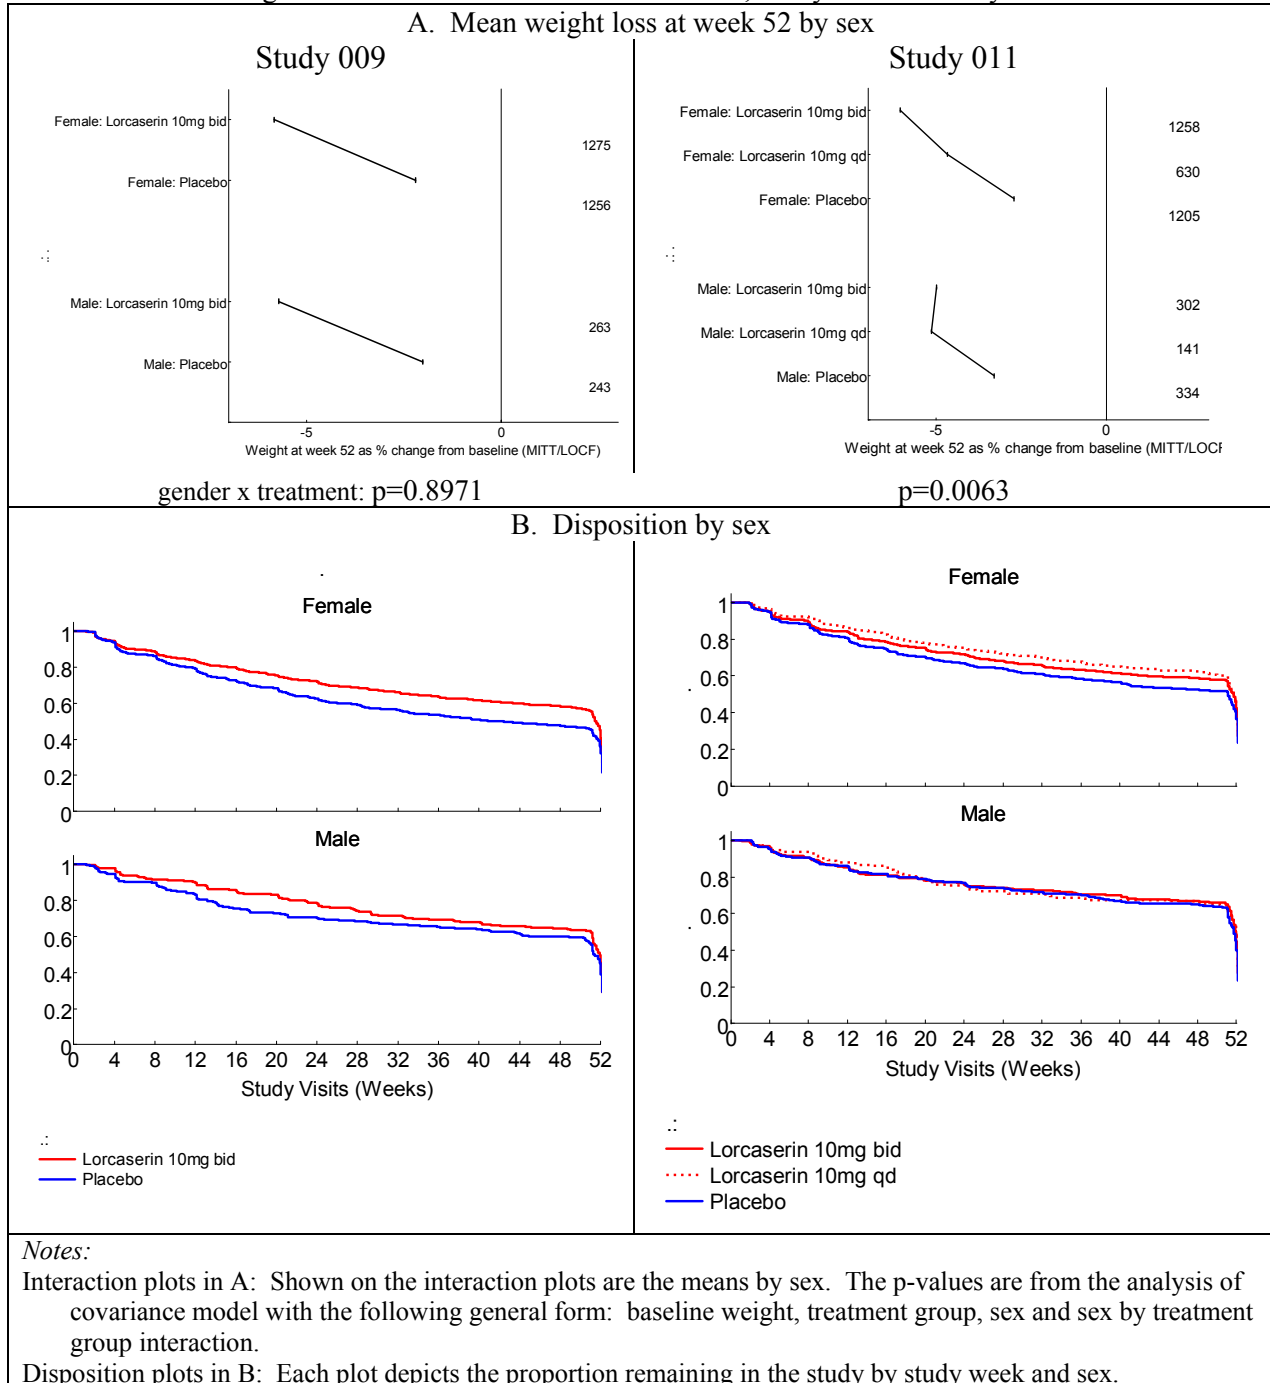 A. Mean weight loss at week 52 by sex
Study 009
Female: Lorcaserin 10mg bid
1275
Female: Placebo
1256
Male: Lorcaserin 10mg bid
263
Male: Placebo
243
-5 0
Weight at week 52 as % change from baseline (MITT/LOCF)
gender x treatment: p=0.8971
Study 011
Female: Lorcaserin 10mg bid
1258
Female: Lorcaserin 10mg qd
630
Female: Placebo
1205
Male: Lorcaserin 10mg bid
302
Male: Lorcaserin 10mg qd
141
Male: Placebo
334
-5 0
Weight at week 52 as % change from baseline (MITT/LOCF
p=0.0063
B. Disposition by sex
Female
1
0.8
0.6
0.4
0.2
0
Male
1
0.8
0.6
0.4
0.2
0
0 4 8 12 16 20 24 28 32 36 40 44 48 52
Study Visits (Weeks)
.:
Lorcaserin 10mg bid
Placebo
Female
1
0.8
0.6
0.4
0.2
0
Male
1
0.8
0.6
0.4
0.2
0
0 4 8 12 16 20 24 28 32 36 40 44 48 52
Study Visits (Weeks)
.:
Lorcaserin 10mg bid
Lorcaserin 10mg qd
Placebo
Notes:
Interaction plots in A: Shown on the interaction plots are the means by sex. The p-values are from the analysis of
covariance model with the following general form: baseline weight, treatment group, sex and sex by treatment
group interaction.
Disposition plots in B: Each plot depicts the proportion remaining in the study by study week and sex.